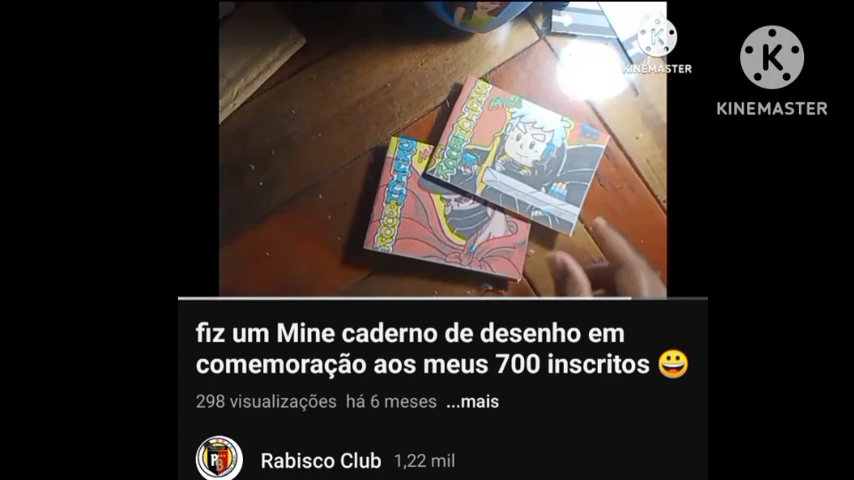 KINEMASTER
KINEMASTER
fiz um Mine caderno de desenho em
comemoração aos meus 700 inscritos 😀
298 visualizações há 6 meses ...mais
Rabisco Club 1,22 mil